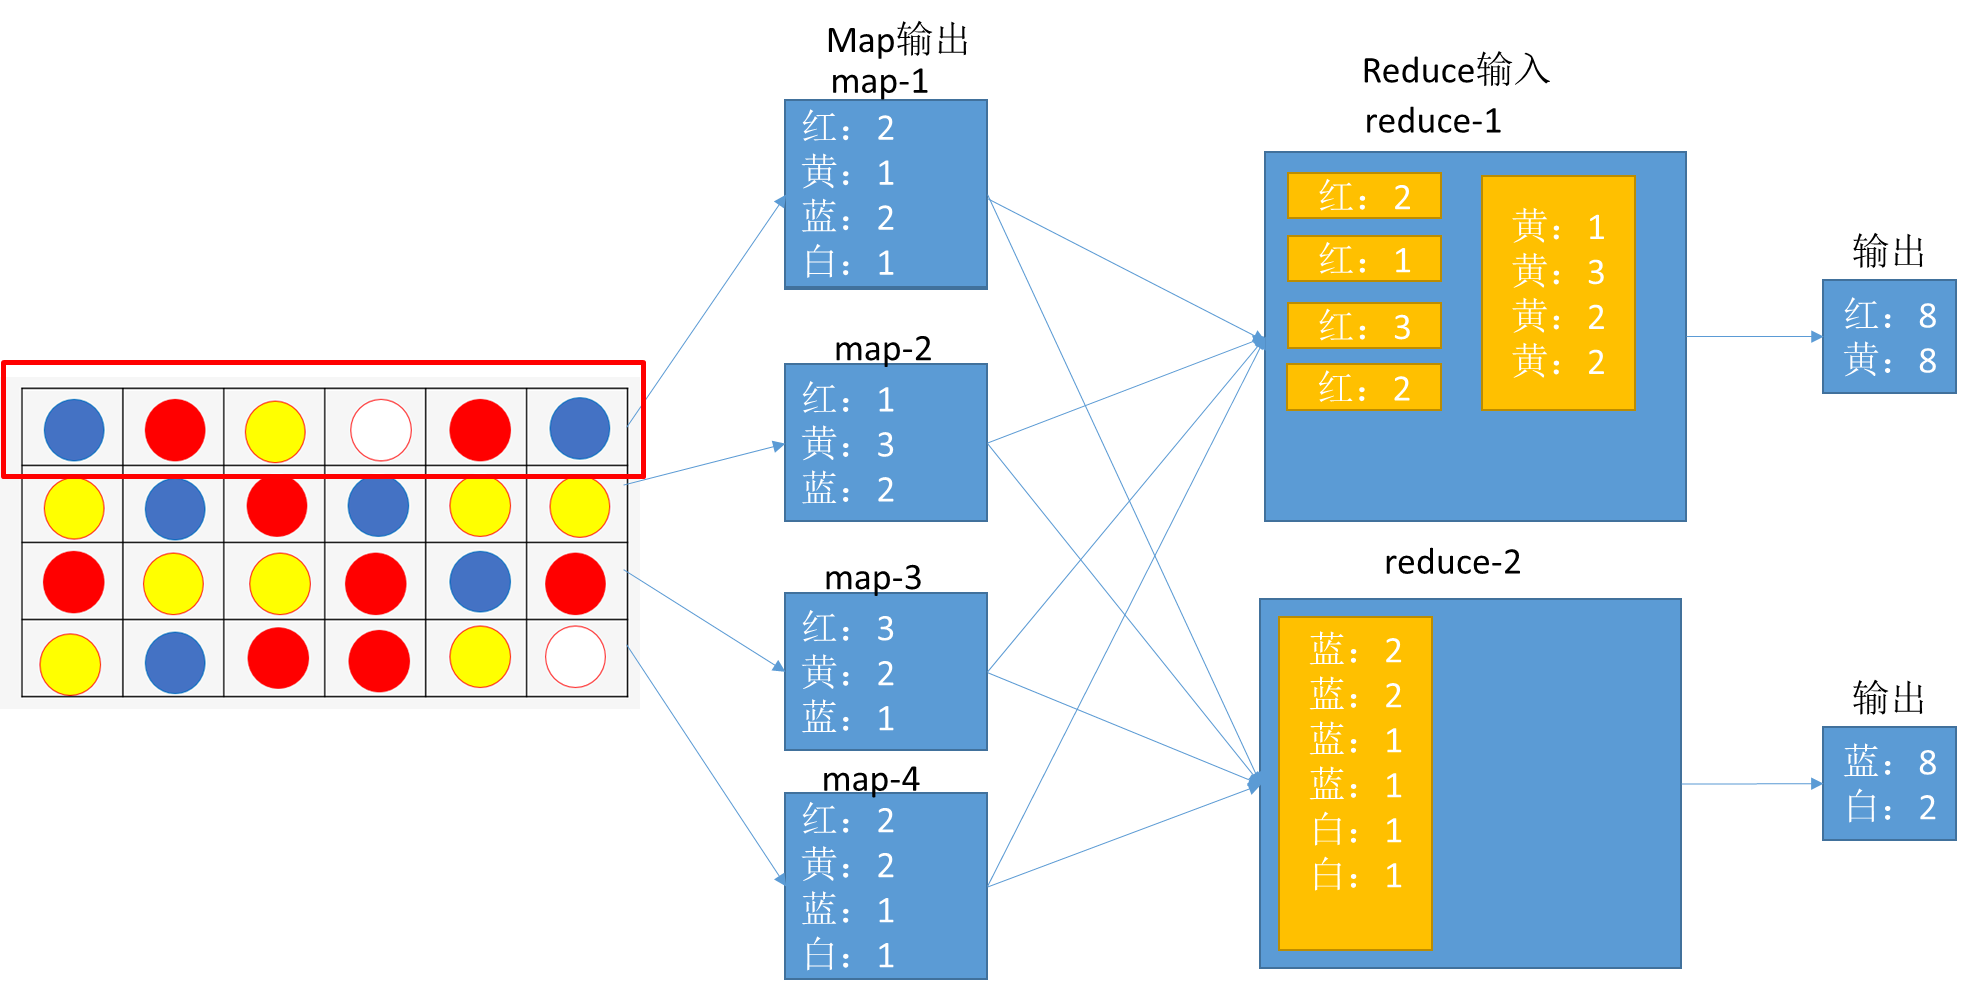 Map输出
map-1
红：2
黄：1
蓝：2
白：1
map-2
红：1
黄：3
蓝：2
map-3
红：3
黄：2
蓝：1
map-4
红：2
黄：2
蓝：1
白：1
Reduce输入
reduce-1
红：2
红：1
红：3
红：2
黄：1
黄：3
黄：2
黄：2
reduce-2
蓝：2
蓝：2
蓝：1
蓝：1
白：1
白：1
输出
红：8
黄：8
输出
蓝：8
白：2